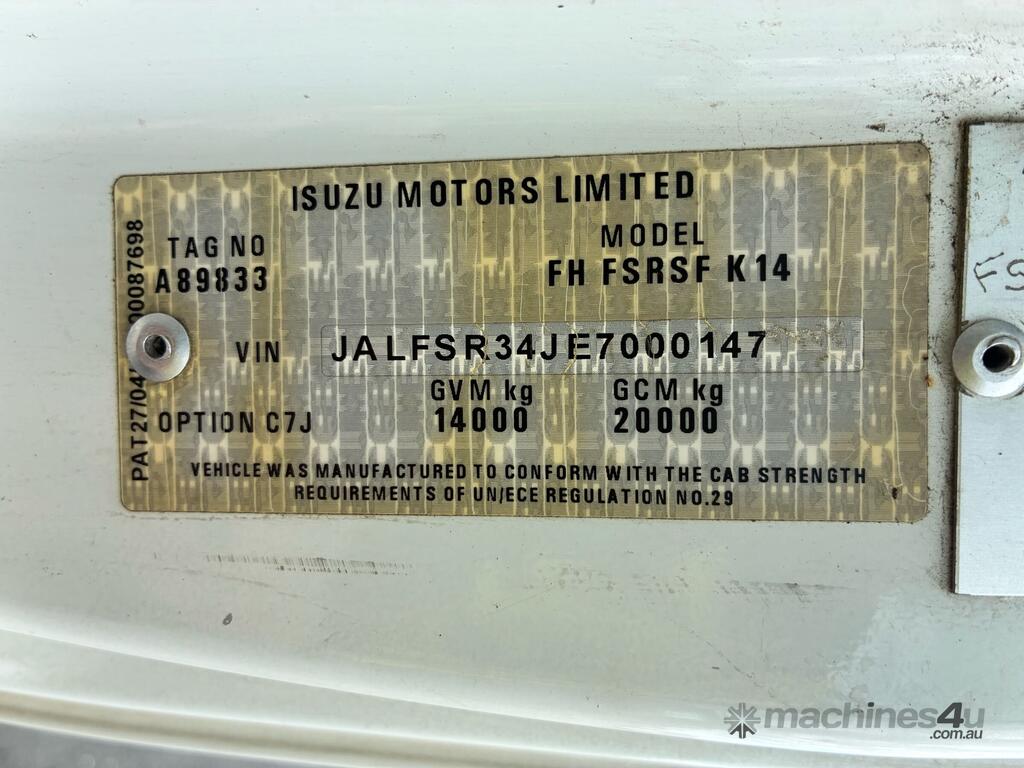 ISUZU MOTORS LIMITED
TAG NO
A89833
MODEL
FH FSRSF K14
VIN JALFSR34JE7000147
GVM kg
14000
GCM kg
20000
OPTION C7J
VEHICLE WAS MANUFACTURED TO CONFORM WITH THE CAB STRENGTH
REQUIREMENTS OF UN/ECE REGULATION NO.29
FS
machines4u
.com.au